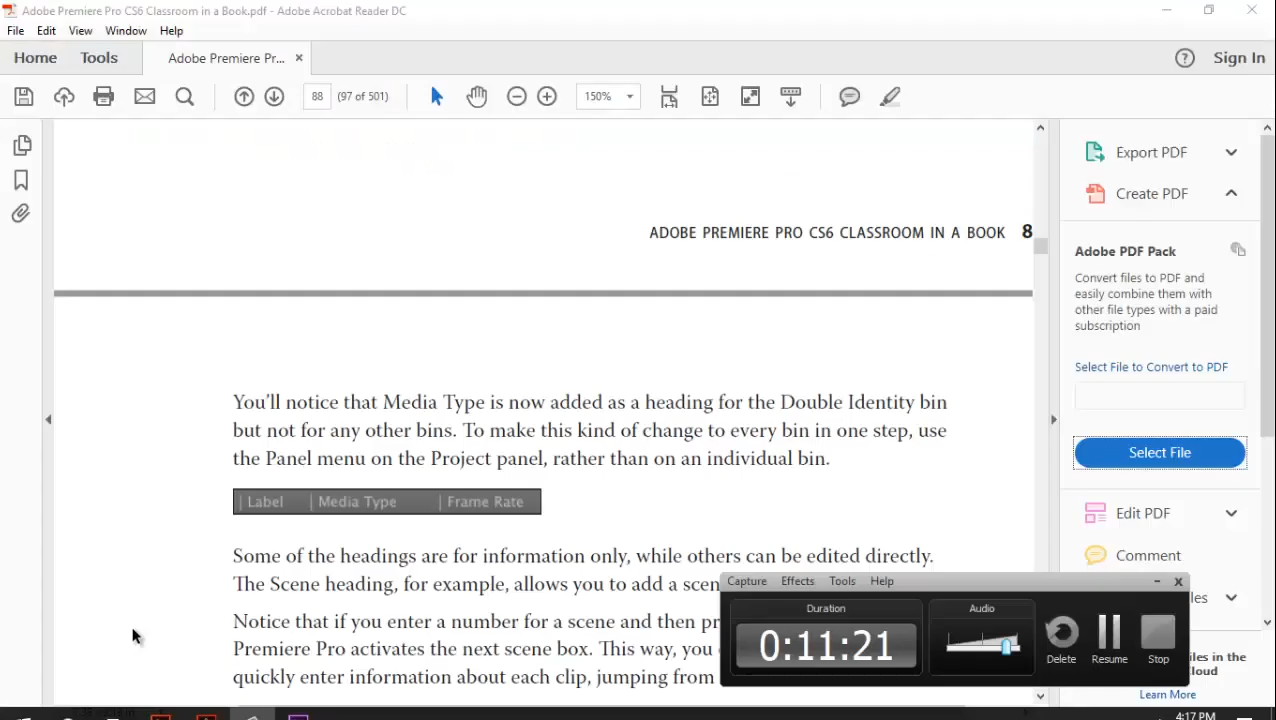 Adobe Premiere Pro CS6 Classroom in a Book.pdf - Adobe Acrobat Reader DC
File Edit View Window Help
Home Tools Adobe Premiere Pr... × Sign In
88 (97 of 501) 150%
Export PDF
Create PDF
ADOBE PREMIERE PRO CS6 CLASSROOM IN A BOOK 8
Adobe PDF Pack
Convert files to PDF and
easily combine them with
other file types with a paid
subscription
Select File to Convert to PDF
Select File
Edit PDF
Comment
You'll notice that Media Type is now added as a heading for the Double Identity bin
but not for any other bins. To make this kind of change to every bin in one step, use
the Panel menu on the Project panel, rather than on an individual bin.
Label Media Type Frame Rate
Some of the headings are for information only, while others can be edited directly.
The Scene heading, for example, allows you to add a scen
Notice that if you enter a number for a scene and then pr
Premiere Pro activates the next scene box. This way, you
quickly enter information about each clip, jumping from
Capture Effects Tools Help
Duration
0:11:21
Audio
Delete Resume Stop
les
iles in the
loud
Learn More
4:17 PM